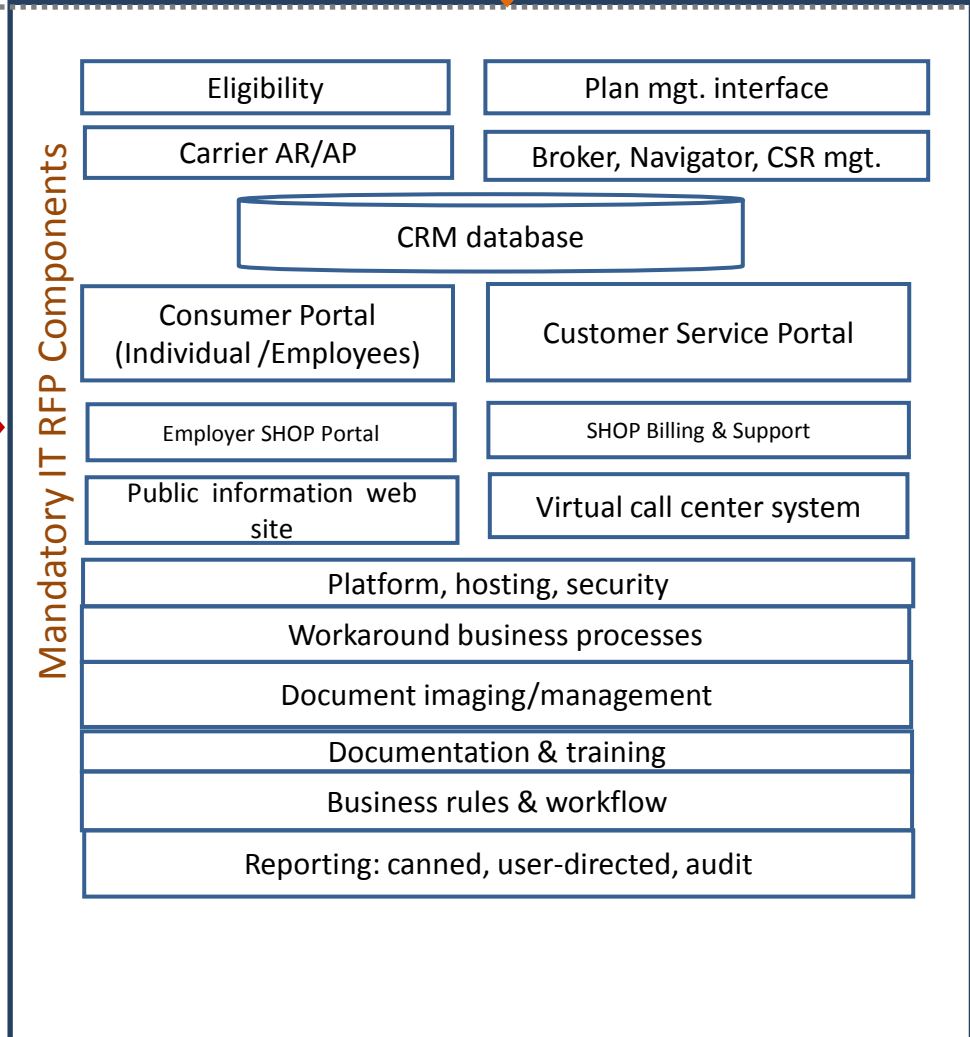 Mandatory IT RFP Components
Eligibility
Plan mgt. interface
Carrier AR/AP
Broker, Navigator, CSR mgt.
CRM database
Consumer Portal
(Individual /Employees)
Customer Service Portal
Employer SHOP Portal
SHOP Billing & Support
Public information web
site
Virtual call center system
Platform, hosting, security
Workaround business processes
Document imaging/management
Documentation & training
Business rules & workflow
Reporting: canned, user-directed, audit